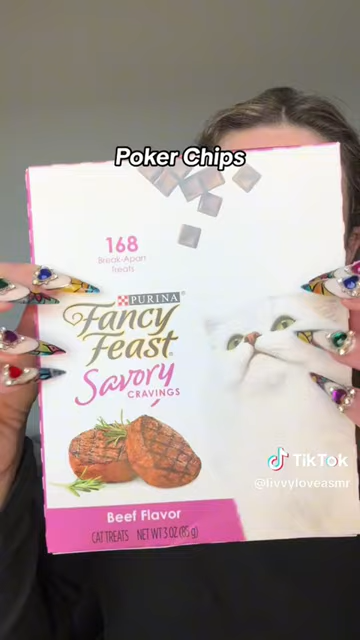 Poker Chips
168
Break-Apart
Treats
PURINA
Fancy
Feast
Savory
CRAVINGS
TikTok
@livvyloveasmr
Beef Flavor
CAT TREATS NET WT 3 OZ (85 g)